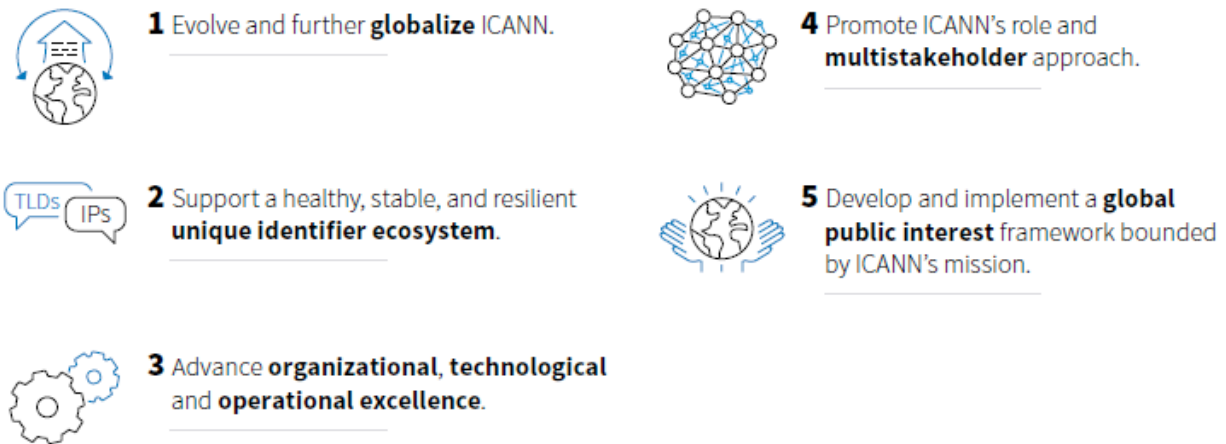 1 Evolve and further globalize ICANN.
TLDs
IPs
2 Support a healthy, stable, and resilient
unique identifier ecosystem.
3 Advance organizational, technological
and operational excellence.
4 Promote ICANN’s role and
multistakeholder approach.
5 Develop and implement a global
public interest framework bounded
by ICANN’s mission.